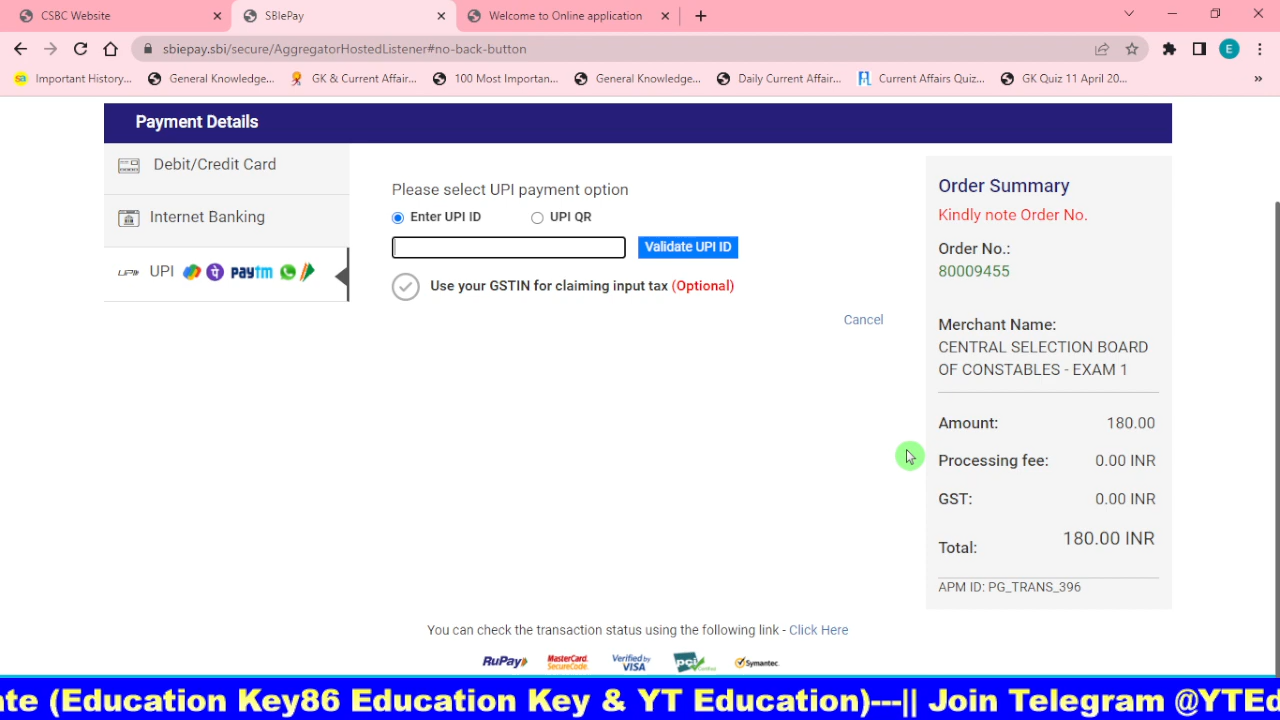 CSBC Website
SBIePay
Welcome to Online application
sbiepay.sbi/secure/AggregatorHostedListener#no-back-button
E
Important History...
General Knowledge...
GK & Current Affair...
100 Most Importan...
General Knowledge...
Daily Current Affair...
Current Affairs Quiz...
GK Quiz 11 April 20...
Payment Details
Debit/Credit Card
Internet Banking
UPI paytm
Please select UPI payment option
Enter UPI ID
UPI QR
Validate UPI ID
Use your GSTIN for claiming input tax (Optional)
Cancel
Order Summary
Kindly note Order No.
Order No.:
80009455
Merchant Name:
CENTRAL SELECTION BOARD
OF CONSTABLES - EXAM 1
Amount: 180.00
Processing fee: 0.00 INR
GST: 0.00 INR
Total: 180.00 INR
APM ID: PG_TRANS_396
You can check the transaction status using the following link - Click Here
RuPay
MasterCard. SecureCode.
Verified by VISA
pci
Symantec.
ate (Education Key86 Education Key & YT Education)---|| Join Telegram @YTEd